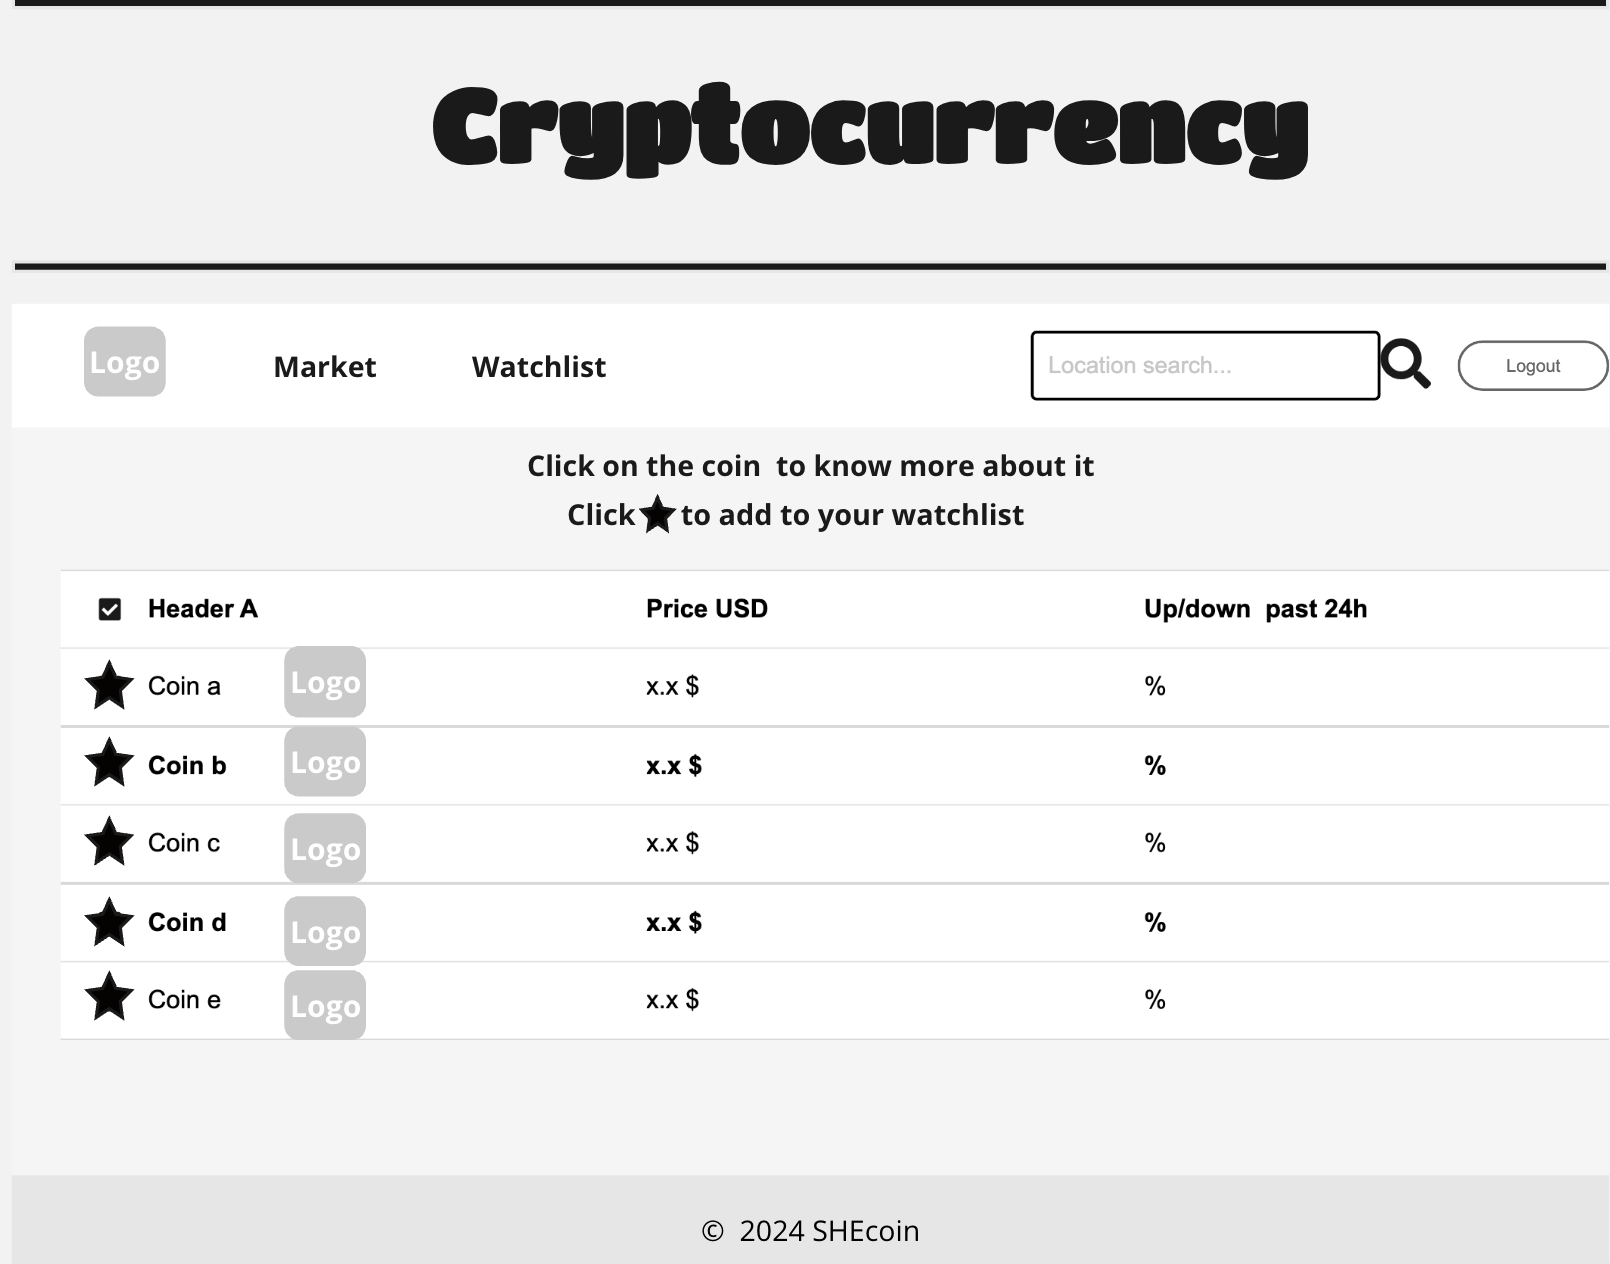 Cryptocurrency
Logo Market Watchlist Location search... Logout
Click on the coin  to know more about it
Click to add to your watchlist
Header A Price USD Up/down  past 24h
Coin a Logo x.x $ %
Coin b Logo x.x $ %
Coin c Logo x.x $ %
Coin d Logo x.x $ %
Coin e Logo x.x $ %
©  2024 SHEcoin